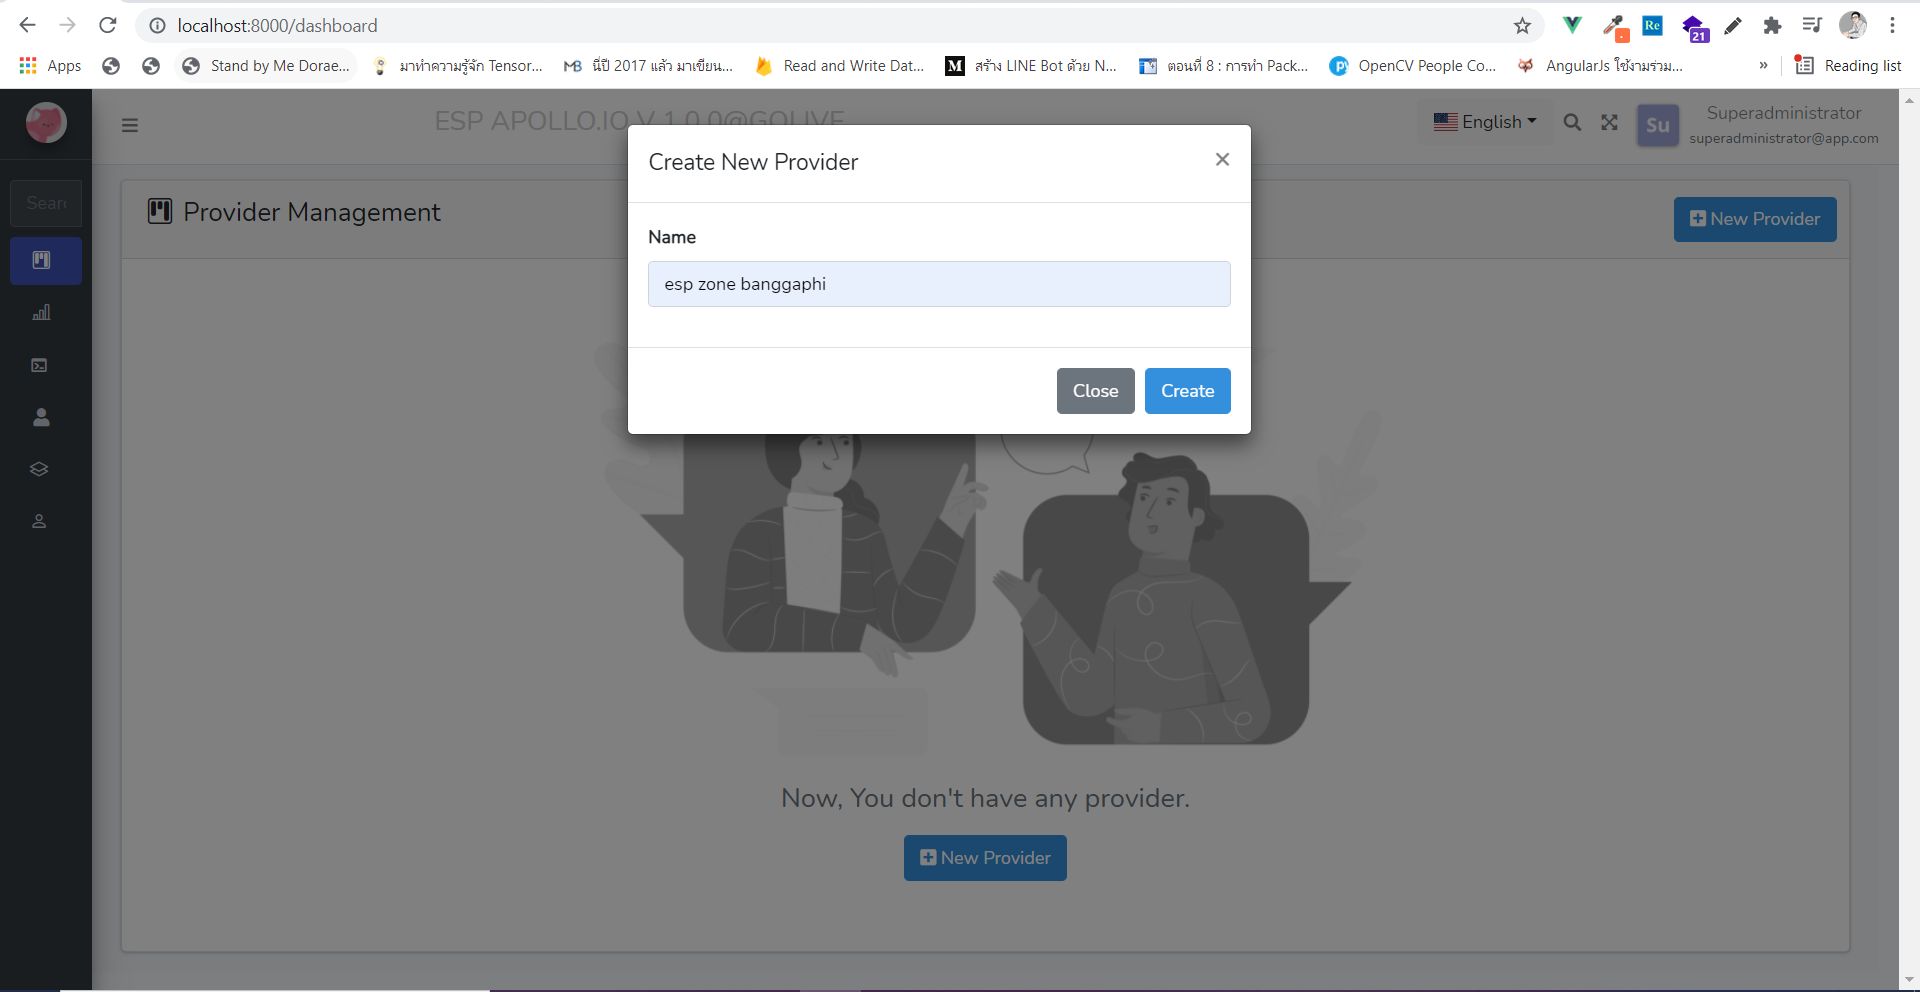 localhost:8000/dashboard
21
Apps
Stand by Me Dorae...
มาทำความรู้จัก Tensor...
MB
นี่ปี 2017 แล้ว มาเขียน...
Read and Write Dat...
M
สร้าง LINE Bot ด้วย N...
ตอนที่ 8 : การทำ Pack...
OpenCV People Co...
AngularJs ใช้งามร่วม...
»
Reading list
Re
ESP APOLLO.IO V 1.0.0@GOLIVE
English
Su
Superadministrator
superadministrator@app.com
Create New Provider
×
Sear
Provider Management
New Provider
Name
esp zone banggaphi
Close
Create
Now, You don't have any provider.
New Provider